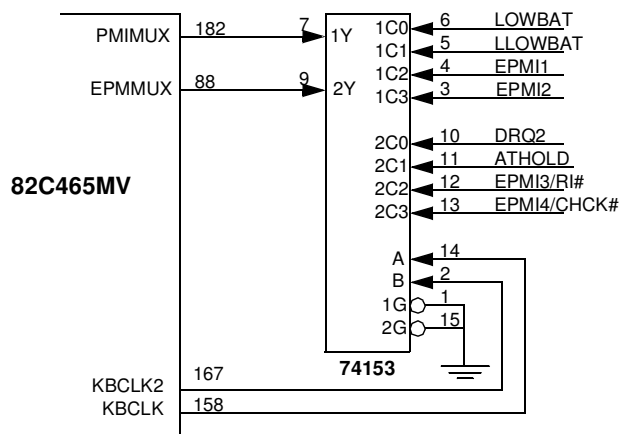 PMIMUX 182 7 1Y 1C0 6 LOWBAT
1C1 5 LLOWBAT
1C2 4 EPMI1
EPMMUX 88 9 2Y 1C3 3 EPMI2
2C0 10 DRQ2
2C1 11 ATHOLD
82C465MV 2C2 12 EPMI3/RI#
2C3 13 EPMI4/CHCK#
A 14
B 2
1G 1
2G 15
74153
KBCLK2 167
KBCLK 158